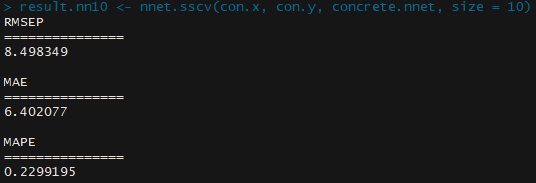 > result.nn10 <- nnet.sscv(con.x, con.y, concrete.nnet, size = 10)
RMSEP
===============
8.498349
MAE
===============
6.402077
MAPE
===============
0.2299195